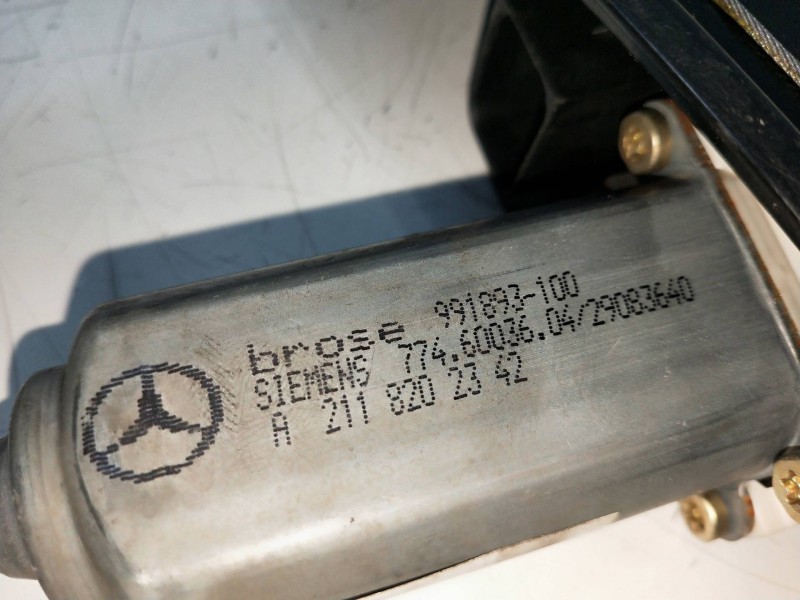 brose 991893-100
SIEMENS 774.60036.04/29083640
A 211 820 23 42